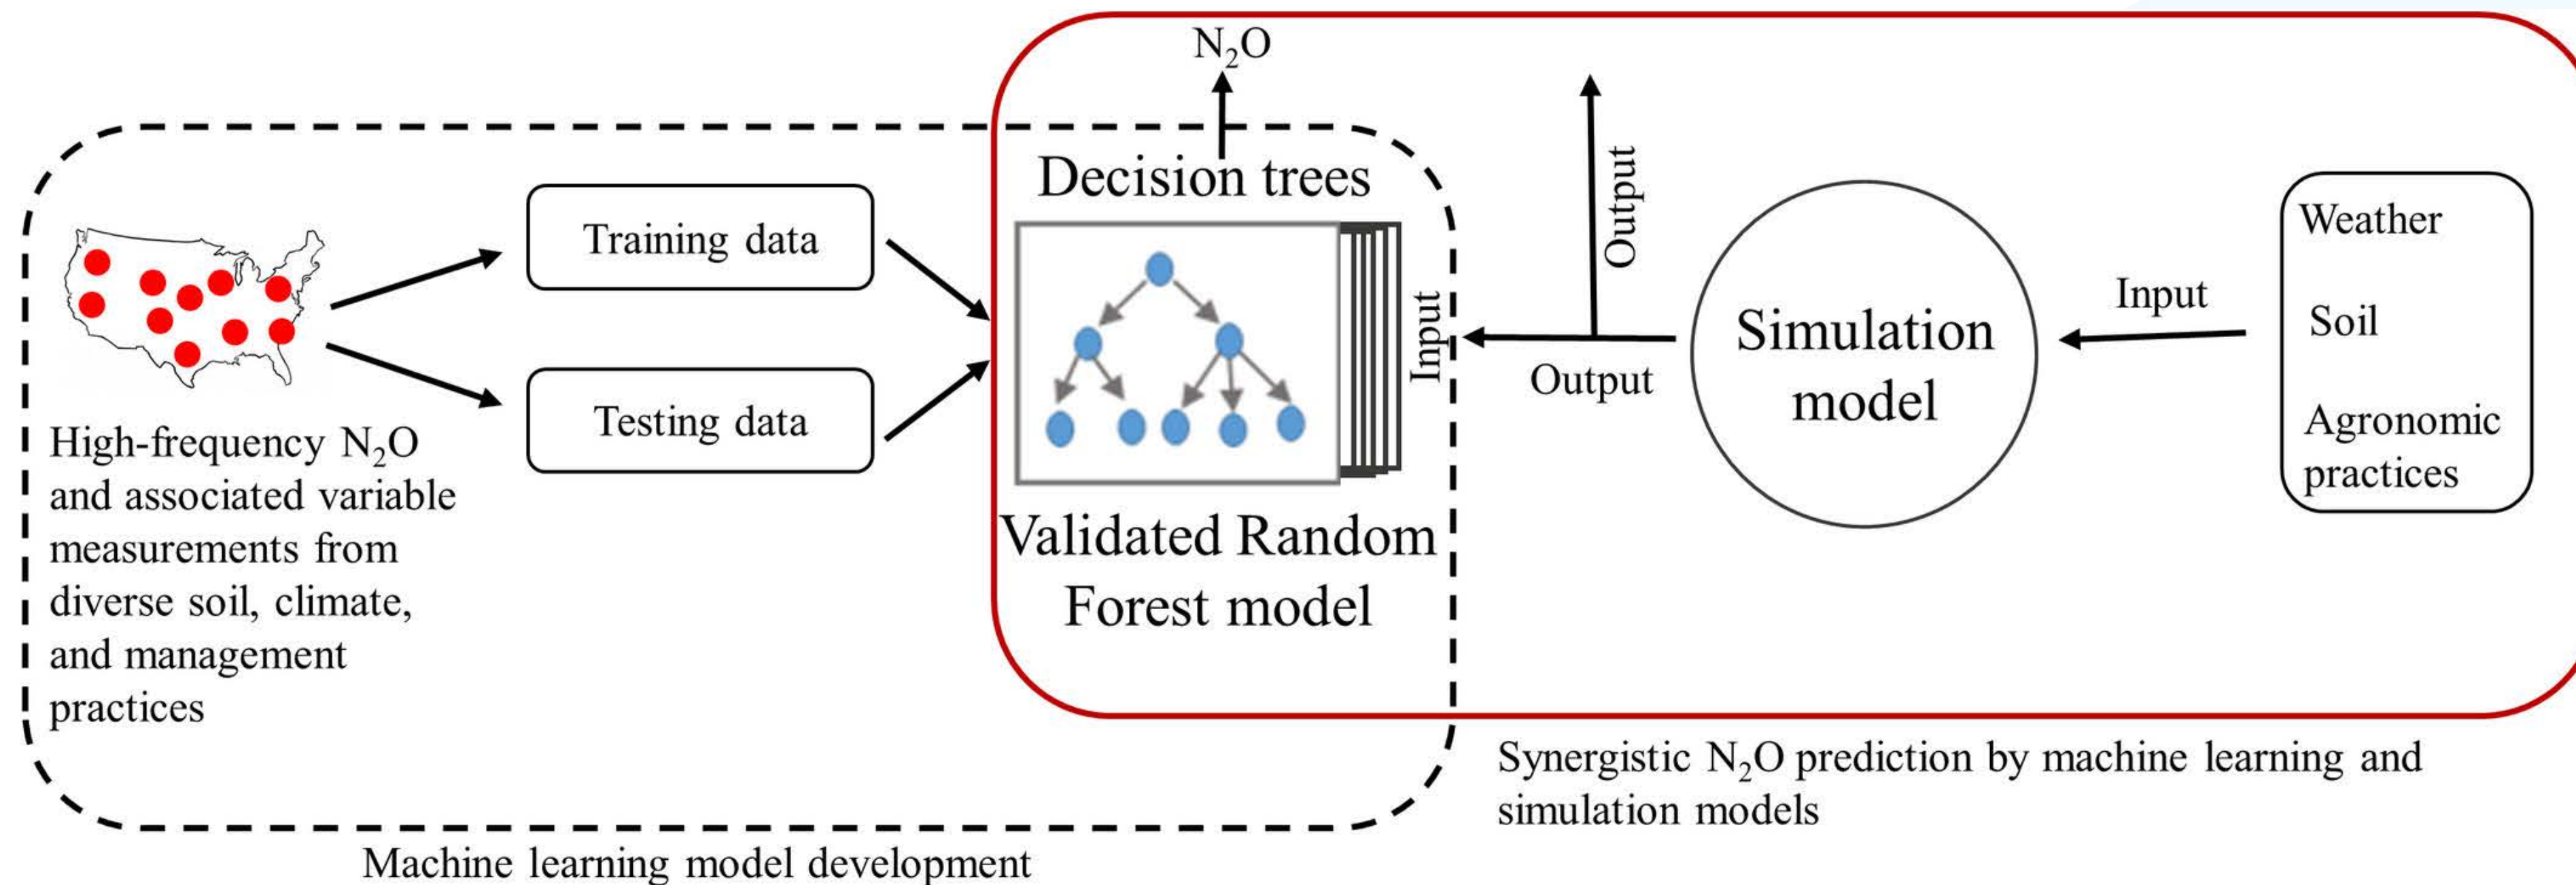 High-frequency N₂O
and associated variable
measurements from
diverse soil, climate,
and management
practices
Training data
Testing data
N₂O
Decision trees
Input
Validated Random
Forest model
Output
Output
Simulation
model
Input
Weather
Soil
Agronomic
practices
Synergistic N₂O prediction by machine learning and
simulation models
Machine learning model development